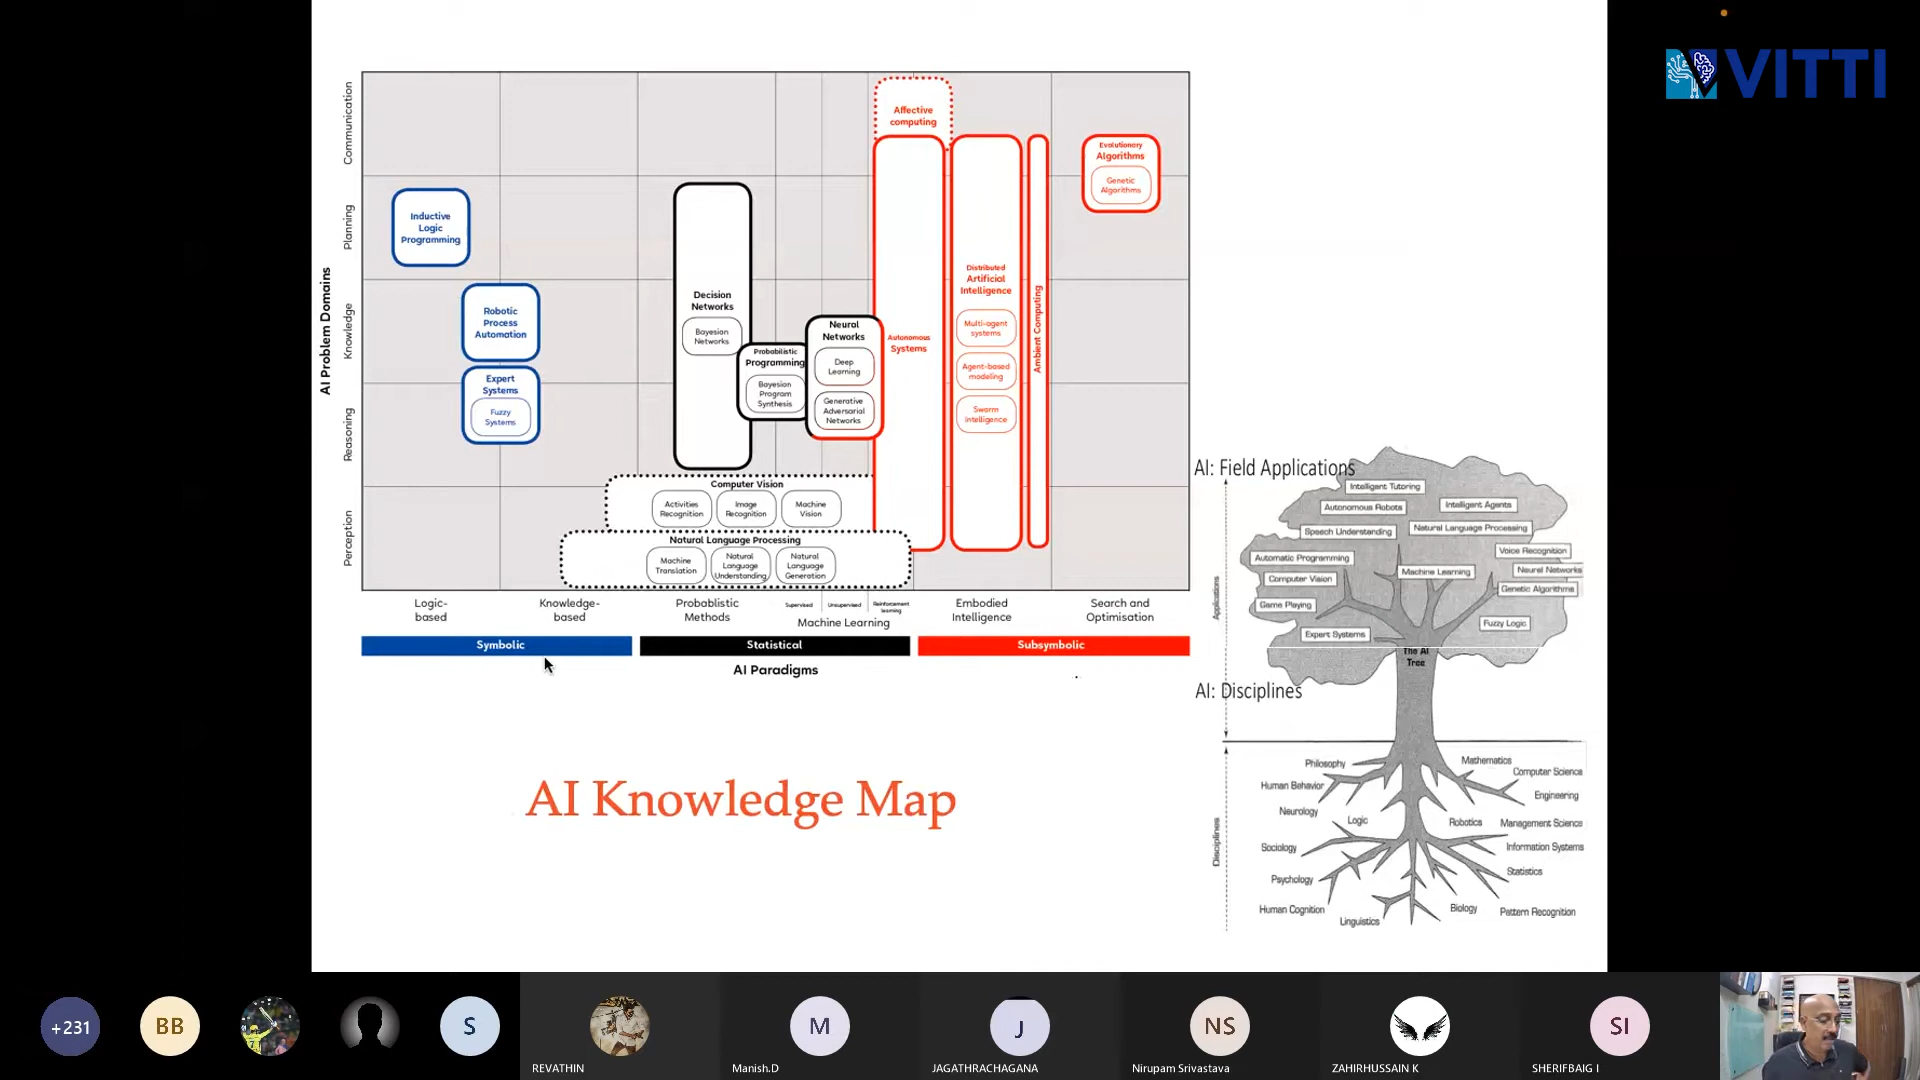 VITTI
AI Problem Domains
Communication
Planning
Knowledge
Reasoning
Perception
Affective
computing
Evolutionary
Algorithms
Genetic
Algorithms
Inductive
Logic
Programming
Robotic
Process
Automation
Expert
Systems
Fuzzy
Systems
Decision
Networks
Bayesian
Networks
Probabilistic
Programming
Bayesian
Program
Synthesis
Neural
Networks
Deep
Learning
Generative
Adversarial
Networks
Autonomous
Systems
Distributed
Artificial
Intelligence
Multi-agent
systems
Agent-based
modeling
Swarm
Intelligence
Ambient Computing
Computer Vision
Activities
Recognition
Image
Recognition
Machine
Vision
Natural Language Processing
Machine
Translation
Natural
Language
Understanding
Natural
Language
Generation
Logic-
based
Knowledge-
based
Probablistic
Methods
Supervised
Unsupervised
Reinforcement
learning
Machine Learning
Embodied
Intelligence
Search and
Optimisation
Symbolic
Statistical
Subsymbolic
AI Paradigms
AI Knowledge Map
AI: Field Applications
Applications
Intelligent Tutoring
Autonomous Robots
Intelligent Agents
Speech Understanding
Natural Language Processing
Automatic Programming
Voice Recognition
Computer Vision
Machine Learning
Neurel Networks
Genetic Algorithms
Game Playing
Fuzzy Logic
Expert Systems
The AI
Tree
AI: Disciplines
Disciplines
Philosophy
Mathematics
Computer Science
Human Behavior
Engineering
Neurology
Logic
Robotics
Management Science
Sociology
Information Systems
Statistics
Psychology
Human Cognition
Linguistics
Biology
Pattern Recognition
+231
BB
S
M
J
NS
SI
REVATHIN
Manish.D
JAGATHRACHAGANA
Nirupam Srivastava
ZAHIRHUSSAIN K
SHERIFBAIG I